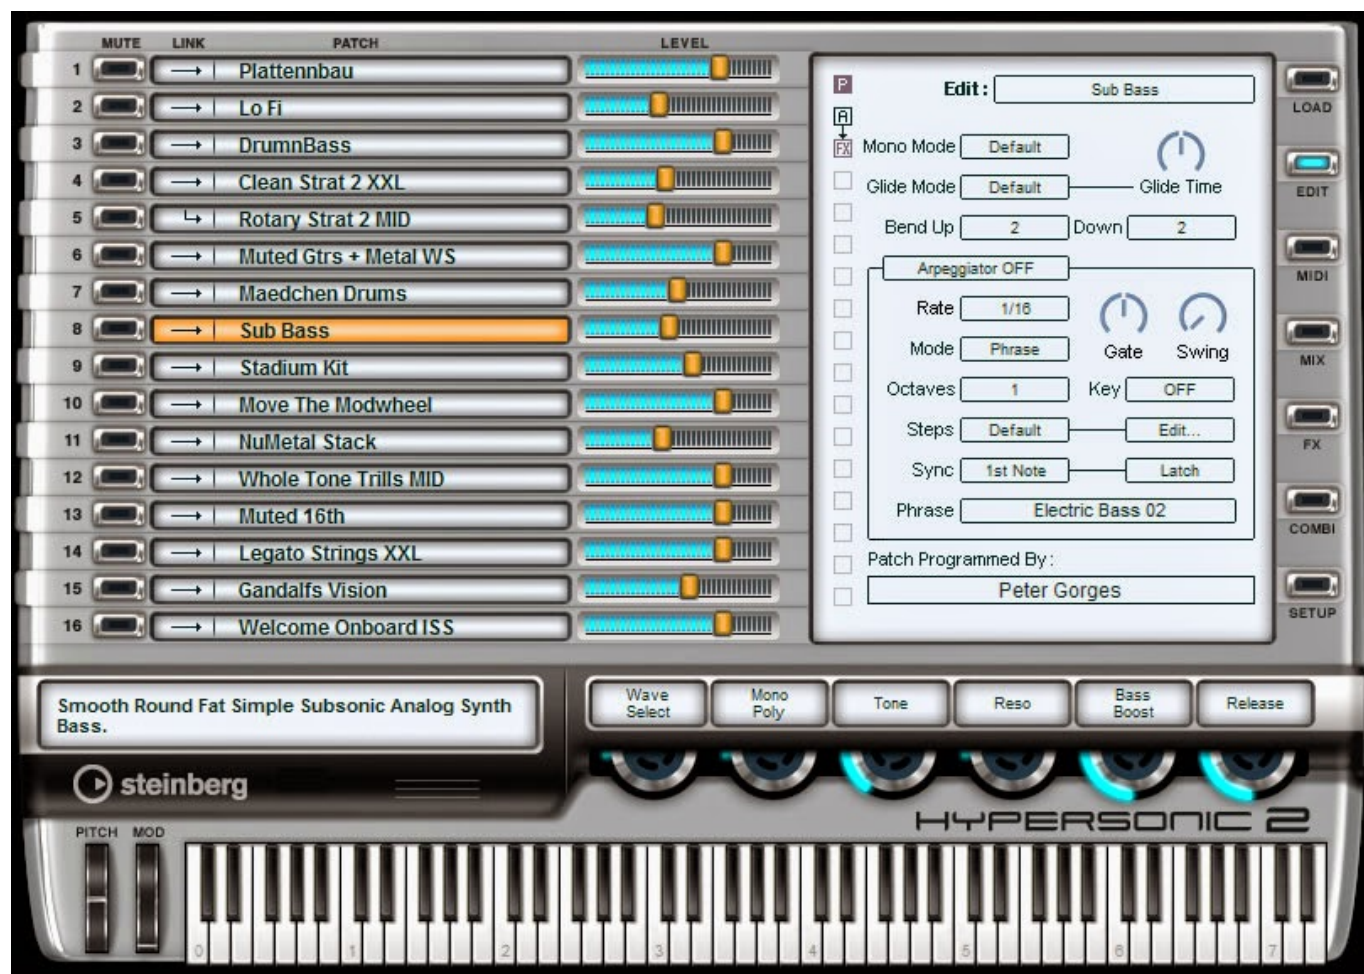 MUTE LINK PATCH LEVEL
1 Plattennbau
2 Lo Fi
3 DrumnBass
4 Clean Strat 2 XXL
5 Rotary Strat 2 MID
6 Muted Gtrs + Metal WS
7 Maedchen Drums
8 Sub Bass
9 Stadium Kit
10 Move The Modwheel
11 NuMetal Stack
12 Whole Tone Trills MID
13 Muted 16th
14 Legato Strings XXL
15 Gandalfs Vision
16 Welcome Onboard ISS
P
A
FX
Edit : Sub Bass
Mono Mode Default
Glide Mode Default Glide Time
Bend Up 2 Down 2
Arpeggiator OFF
Rate 1/16
Mode Phrase Gate Swing
Octaves 1 Key OFF
Steps Default Edit...
Sync 1st Note Latch
Phrase Electric Bass 02
Patch Programmed By :
Peter Gorges
LOAD
EDIT
MIDI
MIX
FX
COMBI
SETUP
Smooth Round Fat Simple Subsonic Analog Synth
Bass.
Wave
Select
Mono
Poly
Tone
Reso
Bass
Boost
Release
steinberg
HYPERSONIC 2
PITCH MOD
0 1 2 3 4 5 6 7